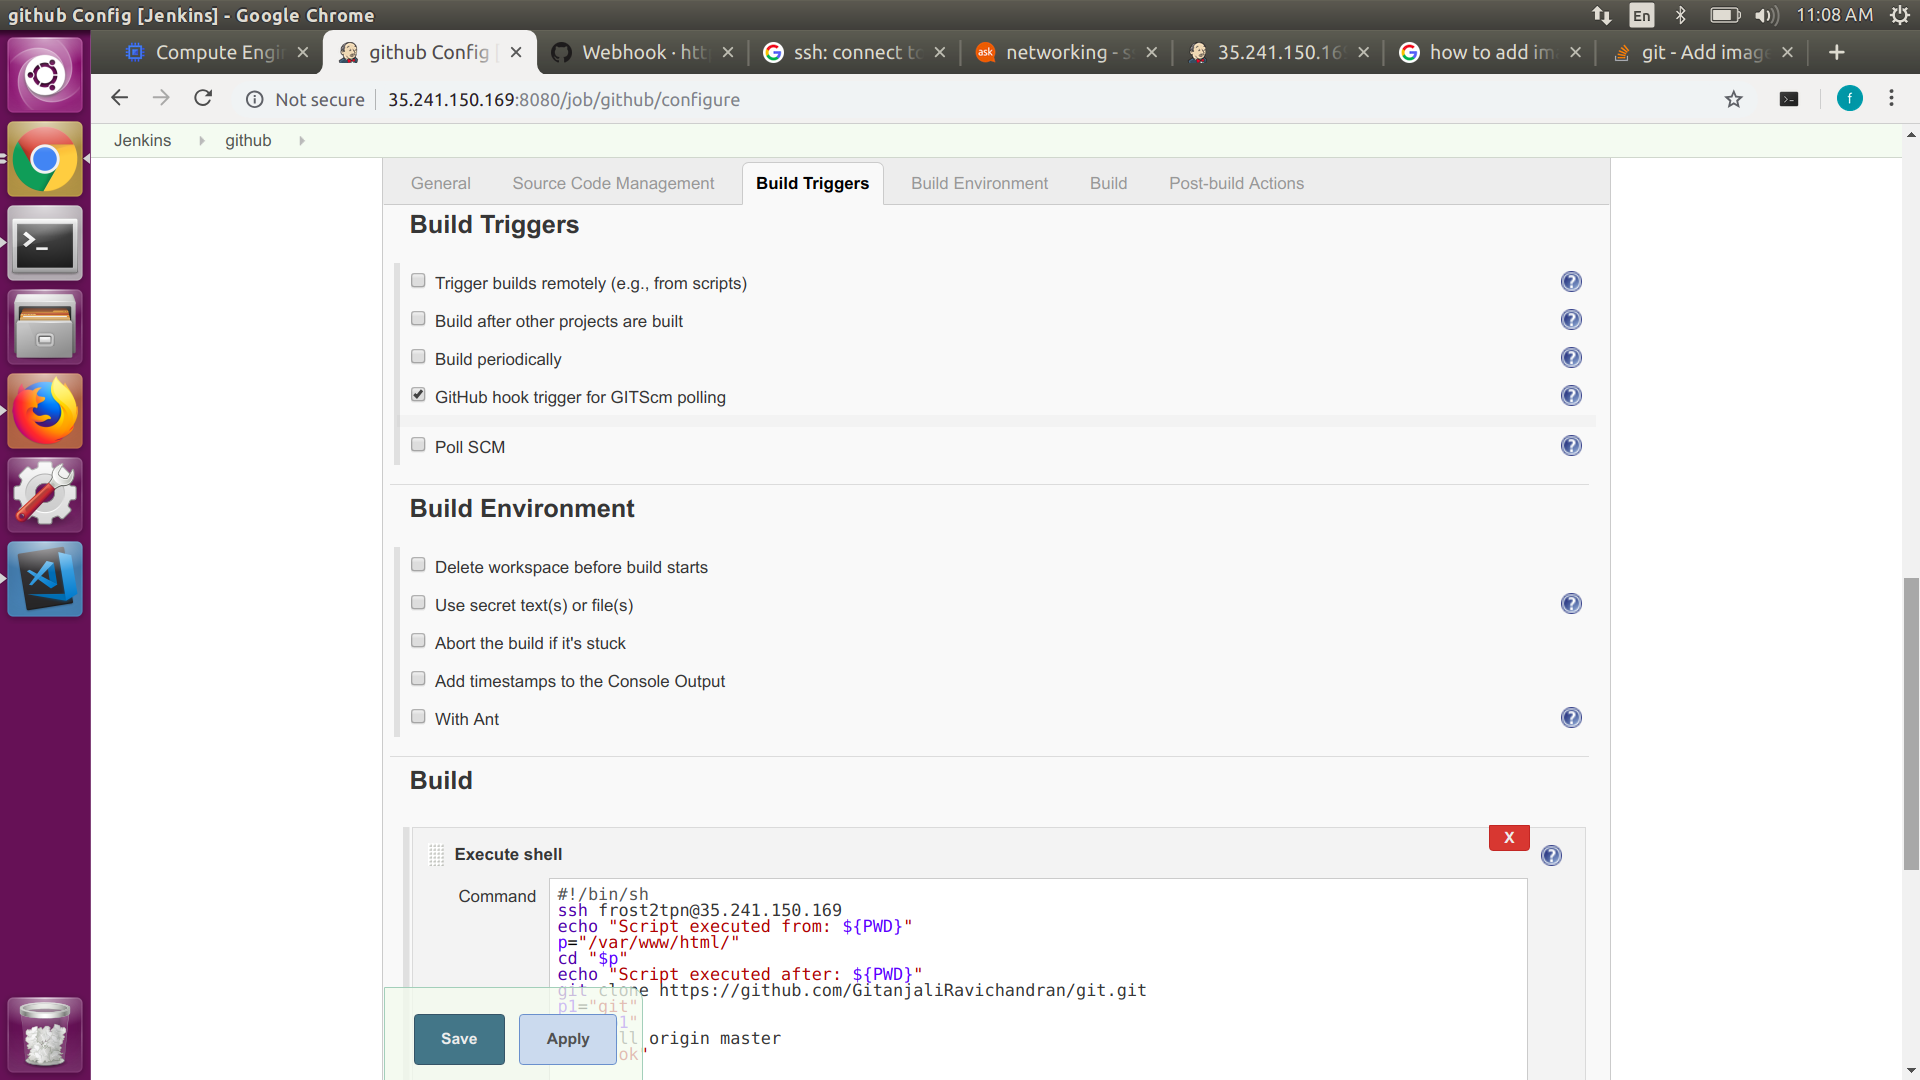 github Config [Jenkins] - Google Chrome
En
11:08 AM
Compute Engi
github Config [
Webhook · htt
ssh: connect to
ask
networking - s
35.241.150.16
how to add im
git - Add imag
Not secure
35.241.150.169:8080/job/github/configure
f
Jenkins
github
General
Source Code Management
Build Triggers
Build Environment
Build
Post-build Actions
Build Triggers
Trigger builds remotely (e.g., from scripts)
Build after other projects are built
Build periodically
GitHub hook trigger for GITScm polling
Poll SCM
Build Environment
Delete workspace before build starts
Use secret text(s) or file(s)
Abort the build if it's stuck
Add timestamps to the Console Output
With Ant
Build
X
Execute shell
Command
#!/bin/sh
ssh frost2tpn@35.241.150.169
echo "Script executed from: ${PWD}"
p="/var/www/html/"
cd "$p"
echo "Script executed after: ${PWD}"
git clone https://github.com/GitanjaliRavichandran/git.git
p1="git"
1"
ll origin master
ok"
Save
Apply